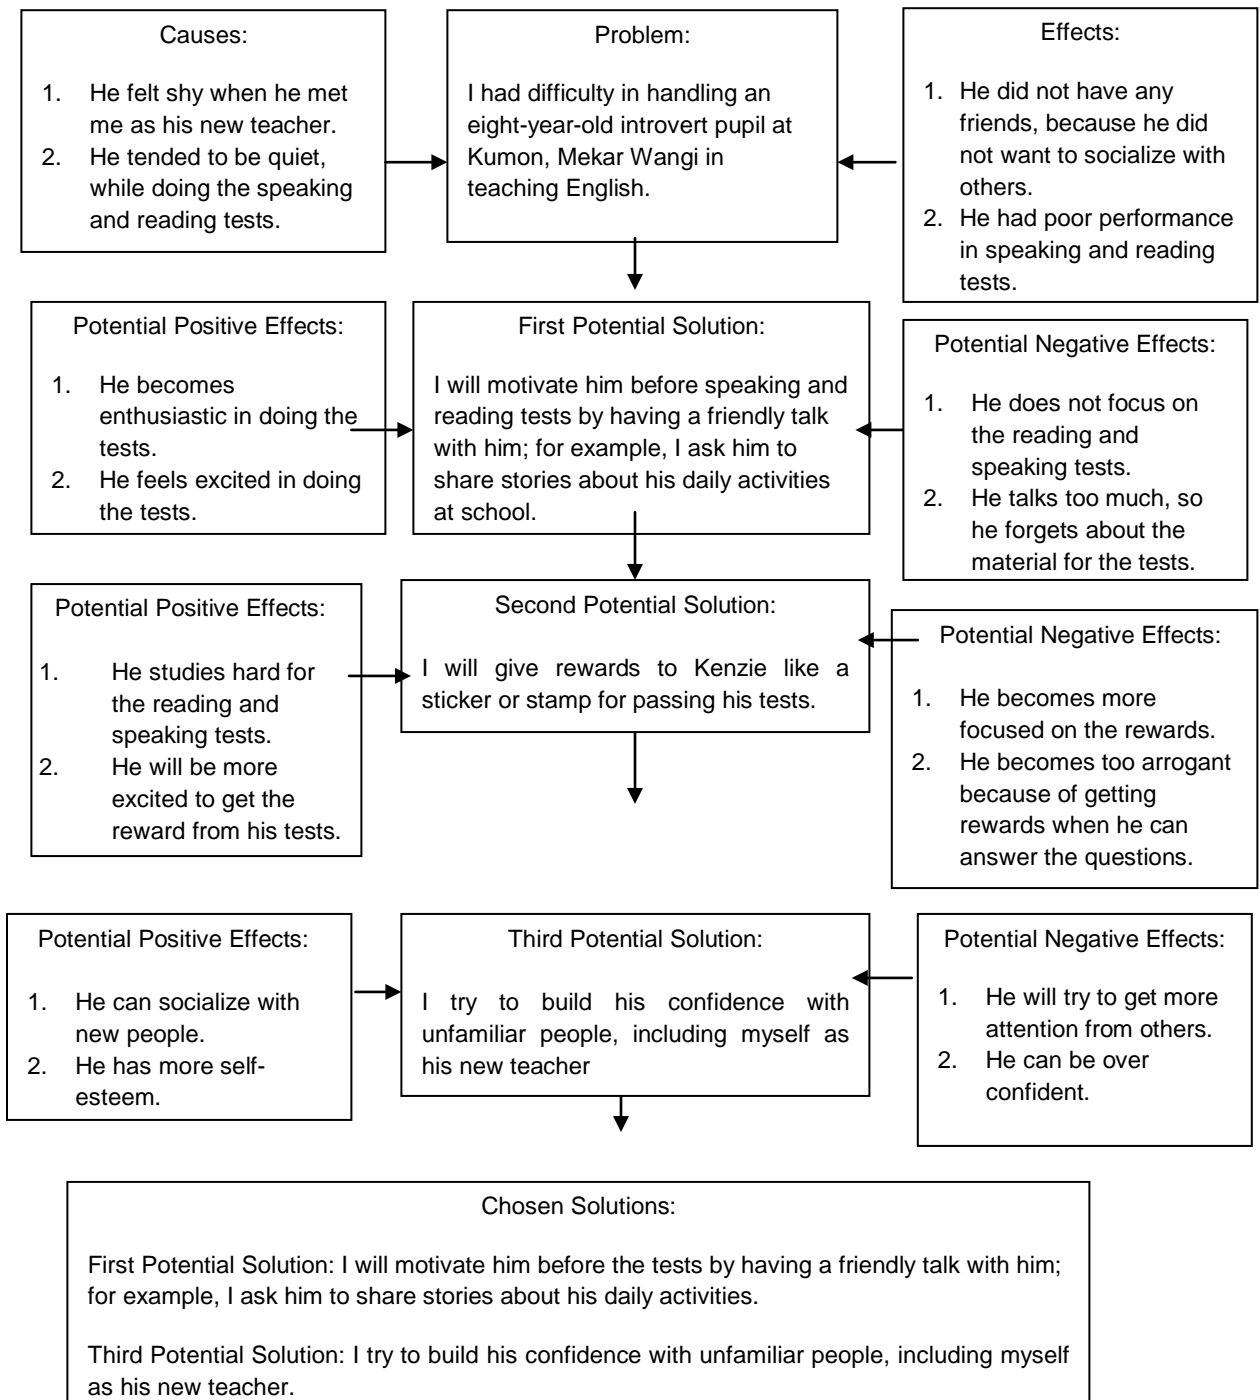 Causes:
1. He felt shy when he met
me as his new teacher.
2. He tended to be quiet,
while doing the speaking
and reading tests.
Problem:
I had difficulty in handling an
eight-year-old introvert pupil at
Kumon, Mekar Wangi in
teaching English.
Effects:
1. He did not have any
friends, because he did
not want to socialize with
others.
2. He had poor performance
in speaking and reading
tests.
Potential Positive Effects:
1. He becomes
enthusiastic in doing the
tests.
2. He feels excited in doing
the tests.
First Potential Solution:
I will motivate him before speaking and
reading tests by having a friendly talk
with him; for example, I ask him to
share stories about his daily activities
at school.
Potential Negative Effects:
1. He does not focus on
the reading and
speaking tests.
2. He talks too much, so
he forgets about the
material for the tests.
Potential Positive Effects:
1. He studies hard for
the reading and
speaking tests.
2. He will be more
excited to get the
reward from his tests.
Second Potential Solution:
I will give rewards to Kenzie like a
sticker or stamp for passing his tests.
Potential Negative Effects:
1. He becomes more
focused on the rewards.
2. He becomes too arrogant
because of getting
rewards when he can
answer the questions.
Potential Positive Effects:
1. He can socialize with
new people.
2. He has more self-
esteem.
Third Potential Solution:
I try to build his confidence with
unfamiliar people, including myself as
his new teacher
Potential Negative Effects:
1. He will try to get more
attention from others.
2. He can be over
confident.
Chosen Solutions:
First Potential Solution: I will motivate him before the tests by having a friendly talk with him;
for example, I ask him to share stories about his daily activities.
Third Potential Solution: I try to build his confidence with unfamiliar people, including myself
as his new teacher.